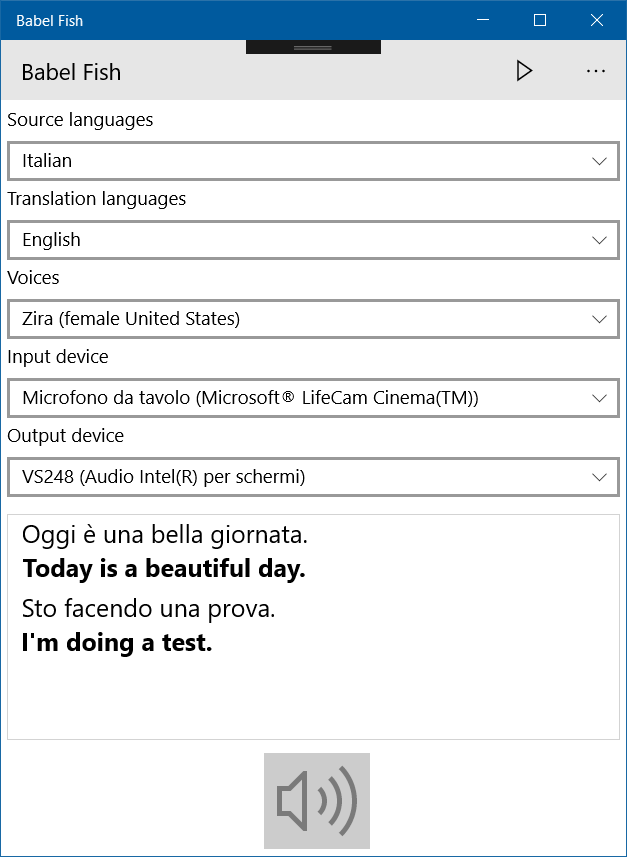 Babel Fish
Babel Fish
Source languages
Italian
Translation languages
English
Voices
Zira (female United States)
Input device
Microfono da tavolo (Microsoft® LifeCam Cinema(TM))
Output device
VS248 (Audio Intel(R) per schermi)
Oggi è una bella giornata.
Today is a beautiful day.
Sto facendo una prova.
I'm doing a test.